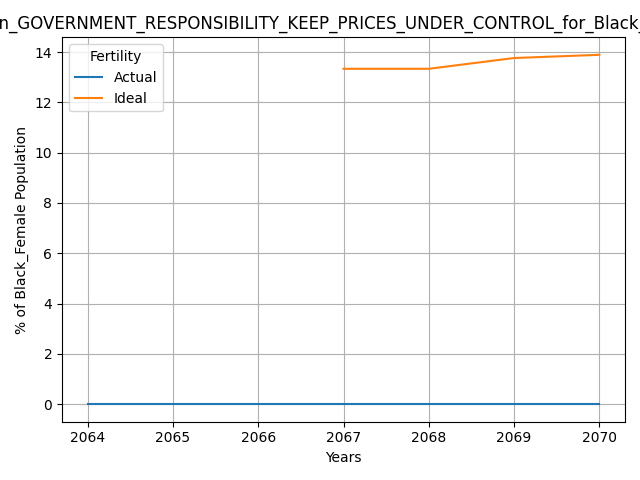 n_GOVERNMENT_RESPONSIBILITY_KEEP_PRICES_UNDER_CONTROL_for_Black_
Fertility
Actual
Ideal
14
12
10
8
6
4
2
0
% of Black_Female Population
2064 2065 2066 2067 2068 2069 2070
Years